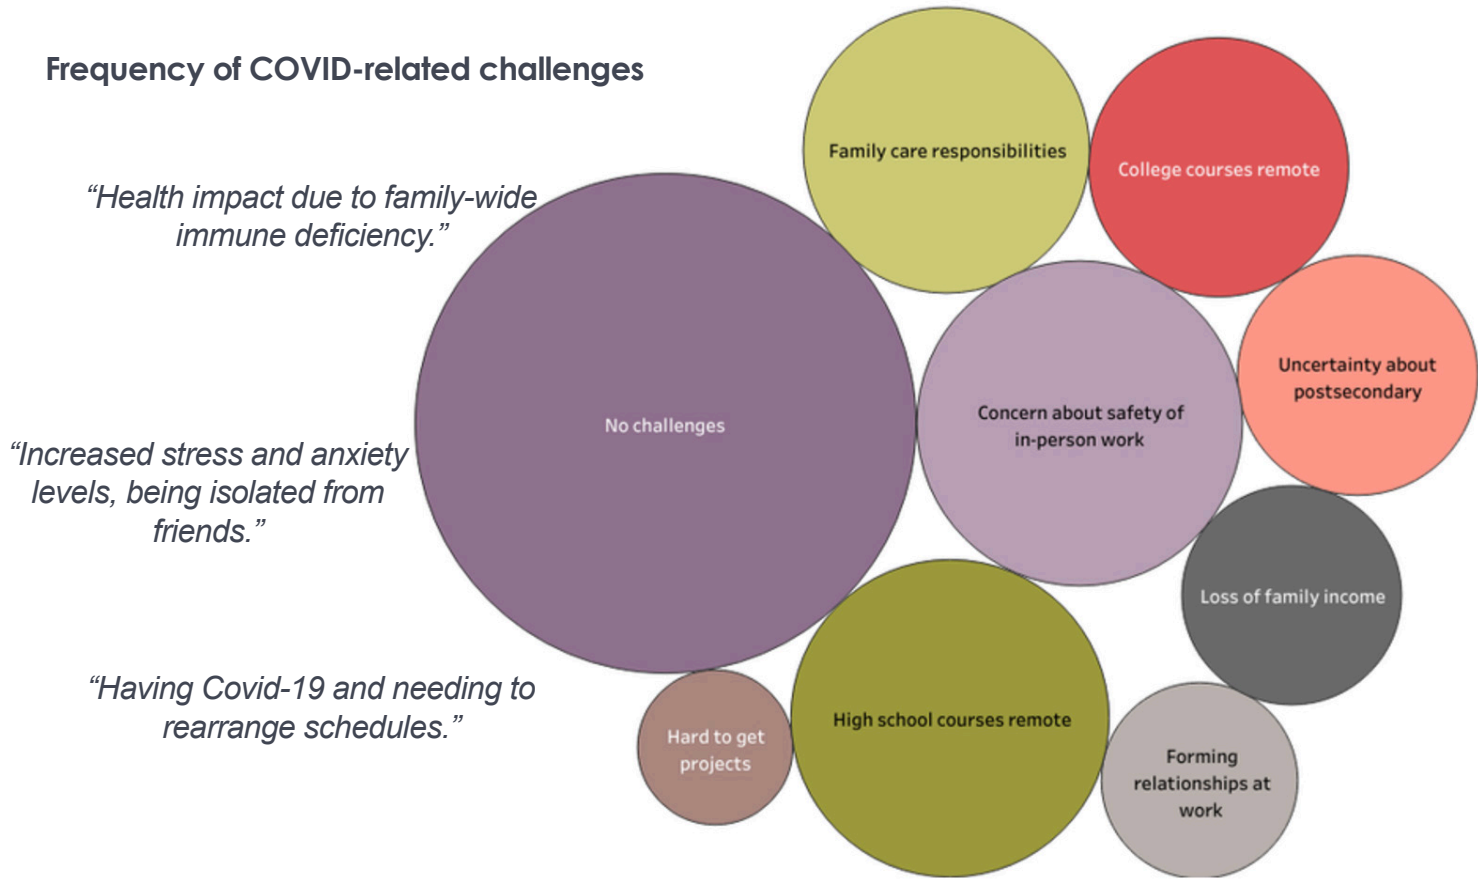 Frequency of COVID-related challenges
“Health impact due to family-wide
immune deficiency.”
“Increased stress and anxiety
levels, being isolated from
friends.”
“Having Covid-19 and needing to
rearrange schedules.”
Family care responsibilities
College courses remote
No challenges
Concern about safety of
in-person work
Uncertainty about
postsecondary
Loss of family income
High school courses remote
Hard to get
projects
Forming
relationships at
work